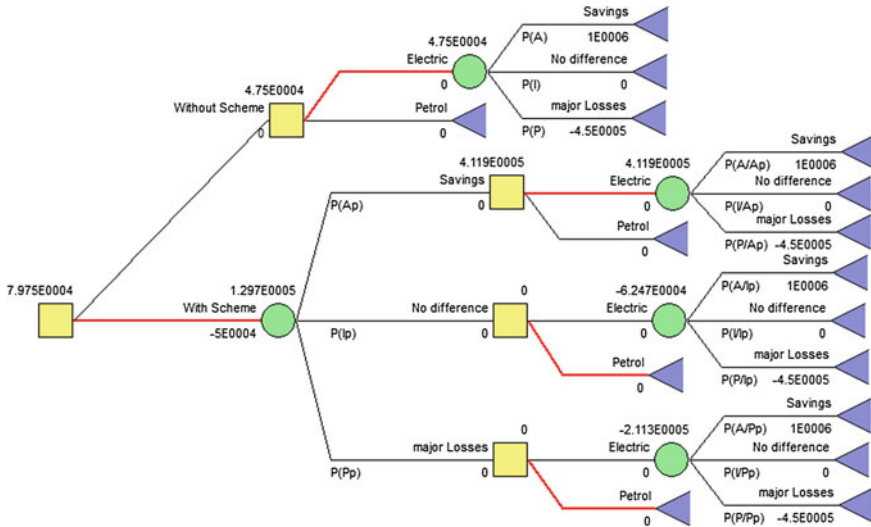 Savings
4.75E0004 P(A) 1E0006
Electric No difference
4.75E0004 0 P(I) 0
Without Scheme Petrol major Losses
0 0 P(P) -4.5E0005
Savings
4.119E0005 4.119E0005 P(A/Ap) 1E0006
Savings Electric No difference
P(Ap) 0 0 P(I/Ap) 0
Petrol major Losses
0 P(P/Ap) -4.5E0005
Savings
7.975E0004 1.297E0005 0 -6.247E0004 P(A/Ip) 1E0006
With Scheme No difference Electric No difference
-5E0004 P(Ip) 0 0 P(I/Ip) 0
Petrol major Losses
0 P(P/Ip) -4.5E0005
Savings
0 -2.113E0005 P(A/Pp) 1E0006
major Losses Electric No difference
P(Pp) 0 0 P(I/Pp) 0
Petrol major Losses
0 P(P/Pp) -4.5E0005